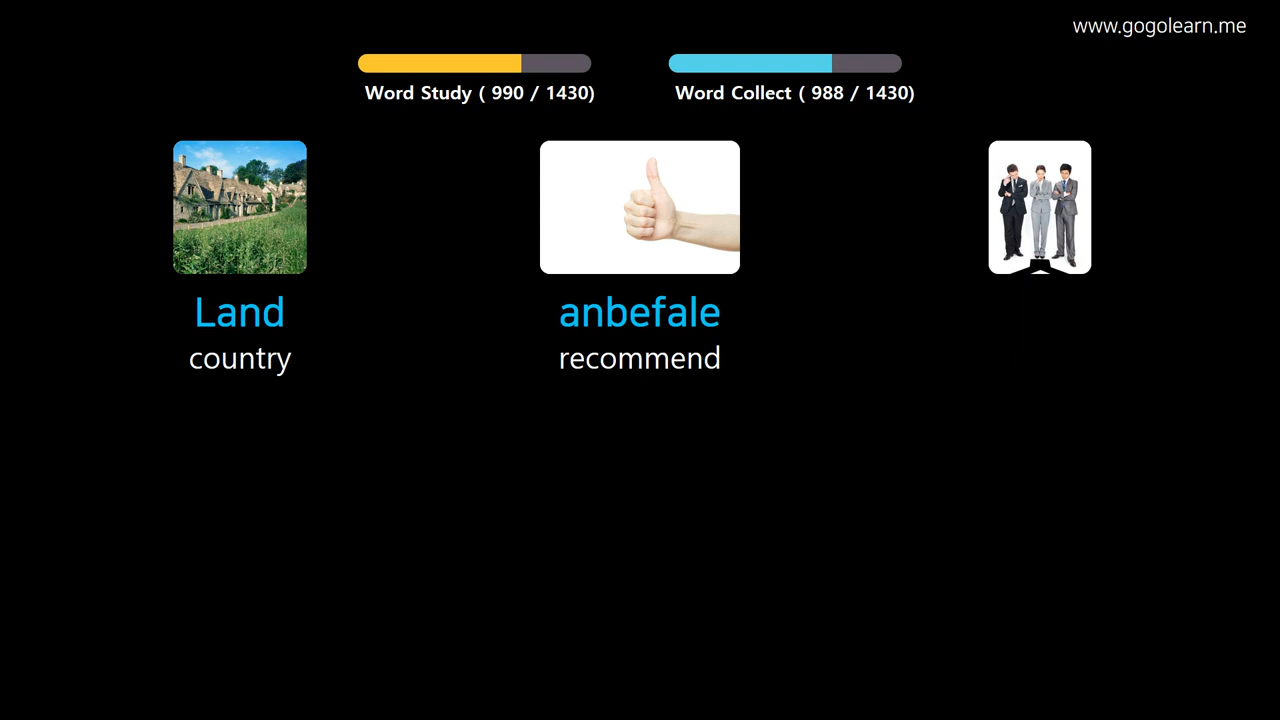 www.gogolearn.me
Word Study ( 990 / 1430)
Word Collect ( 988 / 1430)
Land
country
anbefale
recommend